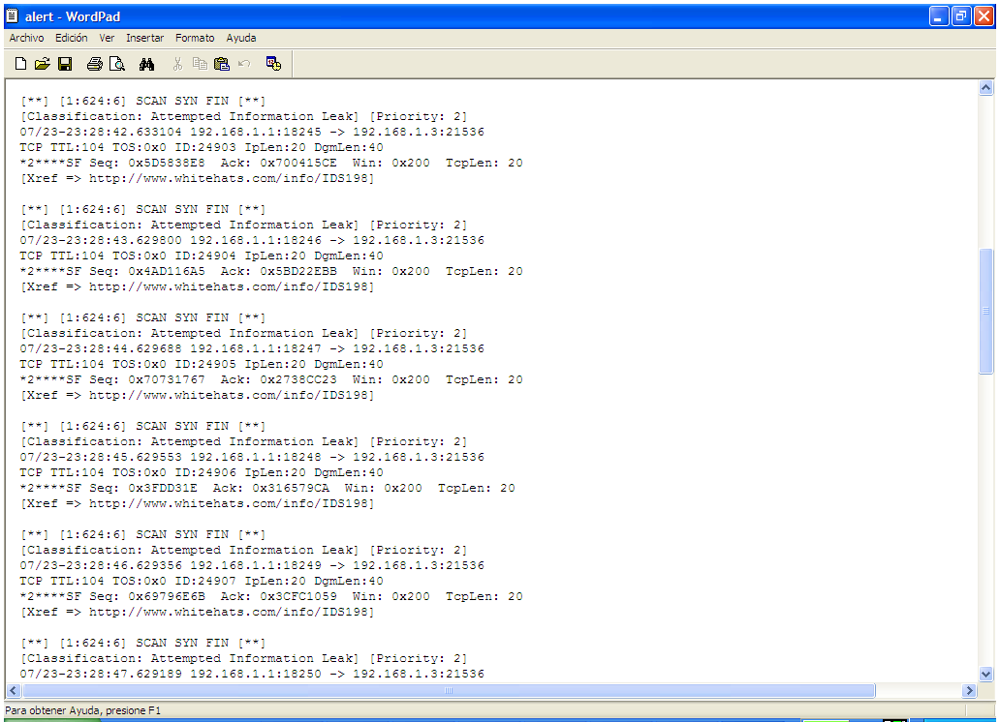 alert - WordPad
Archivo Edición Ver Insertar Formato Ayuda
[**] [1:624:6] SCAN SYN FIN [**]
[Classification: Attempted Information Leak] [Priority: 2]
07/23-23:28:42.633104 192.168.1.1:18245 -> 192.168.1.3:21536
TCP TTL:104 TOS:0x0 ID:24903 IpLen:20 DgmLen:40
*2****SF Seq: 0x5D5838E8  Ack: 0x700415CE  Win: 0x200  TcpLen: 20
[Xref => http://www.whitehats.com/info/IDS198]
[**] [1:624:6] SCAN SYN FIN [**]
[Classification: Attempted Information Leak] [Priority: 2]
07/23-23:28:43.629800 192.168.1.1:18246 -> 192.168.1.3:21536
TCP TTL:104 TOS:0x0 ID:24904 IpLen:20 DgmLen:40
*2****SF Seq: 0x4AD116A5  Ack: 0x5BD22EBB  Win: 0x200  TcpLen: 20
[Xref => http://www.whitehats.com/info/IDS198]
[**] [1:624:6] SCAN SYN FIN [**]
[Classification: Attempted Information Leak] [Priority: 2]
07/23-23:28:44.629688 192.168.1.1:18247 -> 192.168.1.3:21536
TCP TTL:104 TOS:0x0 ID:24905 IpLen:20 DgmLen:40
*2****SF Seq: 0x70731767  Ack: 0x2738CC23  Win: 0x200  TcpLen: 20
[Xref => http://www.whitehats.com/info/IDS198]
[**] [1:624:6] SCAN SYN FIN [**]
[Classification: Attempted Information Leak] [Priority: 2]
07/23-23:28:45.629553 192.168.1.1:18248 -> 192.168.1.3:21536
TCP TTL:104 TOS:0x0 ID:24906 IpLen:20 DgmLen:40
*2****SF Seq: 0x3FDD31E  Ack: 0x316579CA  Win: 0x200  TcpLen: 20
[Xref => http://www.whitehats.com/info/IDS198]
[**] [1:624:6] SCAN SYN FIN [**]
[Classification: Attempted Information Leak] [Priority: 2]
07/23-23:28:46.629356 192.168.1.1:18249 -> 192.168.1.3:21536
TCP TTL:104 TOS:0x0 ID:24907 IpLen:20 DgmLen:40
*2****SF Seq: 0x69796E6B  Ack: 0x3CFC1059  Win: 0x200  TcpLen: 20
[Xref => http://www.whitehats.com/info/IDS198]
[**] [1:624:6] SCAN SYN FIN [**]
[Classification: Attempted Information Leak] [Priority: 2]
07/23-23:28:47.629189 192.168.1.1:18250 -> 192.168.1.3:21536
Para obtener Ayuda, presione F1